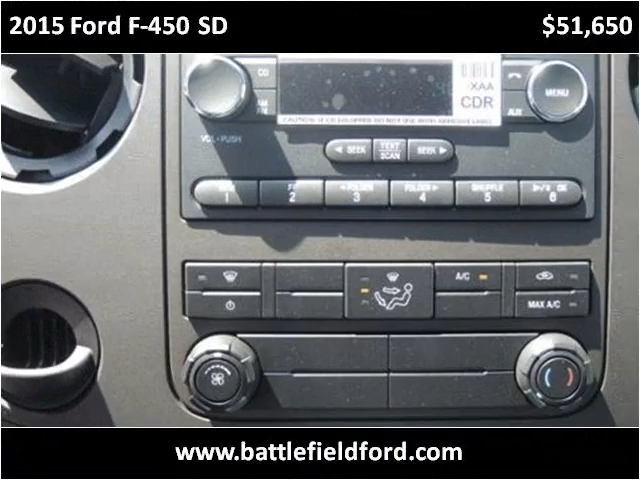 2015 Ford F-450 SD $51,650
CD
XAA
CDR
MENU
AUX
VOL - PUSH
◄ SEEK TEXT SCAN SEEK ►
FOLDER FOLDER SHUFFLE
1 2 3 4 5 6
A/C
MAX A/C
www.battlefieldford.com